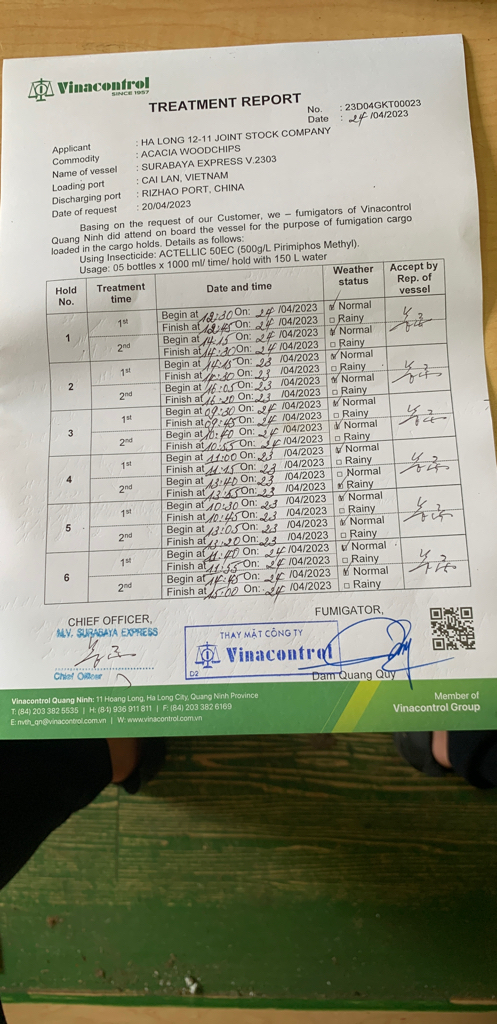 Vinacontrol
SINCE 1957
TREATMENT REPORT
No. : 23D04GKT00023
Date : 24/04/2023
Applicant : HA LONG 12-11 JOINT STOCK COMPANY
Commodity : ACACIA WOODCHIPS
Name of vessel : SURABAYA EXPRESS V.2303
Loading port : CAI LAN, VIETNAM
Discharging port : RIZHAO PORT, CHINA
Date of request : 20/04/2023
Basing on the request of our Customer, we – fumigators of Vinacontrol
Quang Ninh did attend on board the vessel for the purpose of fumigation cargo
loaded in the cargo holds. Details as follows:
Using Insecticide: ACTELLIC 50EC (500g/L Pirimiphos Methyl).
Usage: 05 bottles x 1000 ml/ time/ hold with 150 L water
Hold No. Treatment time Date and time Weather status Accept by Rep. of vessel
1 1st Begin at 12:30 On: 24 /04/2023 Normal
Finish at 12:45 On: 24 /04/2023 Rainy
2nd Begin at 14:15 On: 24 /04/2023 Normal
Finish at 14:30 On: 24 /04/2023 Rainy
2 1st Begin at 14:15 On: 23 /04/2023 Normal
Finish at 14:30 On: 23 /04/2023 Rainy
2nd Begin at 16:05 On: 23 /04/2023 Normal
Finish at 16:20 On: 23 /04/2023 Rainy
3 1st Begin at 09:30 On: 24 /04/2023 Normal
Finish at 09:45 On: 24 /04/2023 Rainy
2nd Begin at 10:40 On: 24 /04/2023 Normal
Finish at 10:55 On: 24 /04/2023 Rainy
4 1st Begin at 11:00 On: 23 /04/2023 Normal
Finish at 11:15 On: 23 /04/2023 Rainy
2nd Begin at 13:40 On: 23 /04/2023 Normal
Finish at 13:55 On: 23 /04/2023 Rainy
5 1st Begin at 10:30 On: 23 /04/2023 Normal
Finish at 10:45 On: 23 /04/2023 Rainy
2nd Begin at 13:05 On: 23 /04/2023 Normal
Finish at 13:20 On: 23 /04/2023 Rainy
6 1st Begin at 11:40 On: 24 /04/2023 Normal
Finish at 11:55 On: 24 /04/2023 Rainy
2nd Begin at 14:45 On: 24 /04/2023 Normal
Finish at 15:00 On: 24 /04/2023 Rainy
CHIEF OFFICER,
M.V. SURABAYA EXPRESS
Chief Officer
FUMIGATOR,
THAY MẶT CÔNG TY
Vinacontrol
D2
Dam Quang Quy
Vinacontrol Quang Ninh: 11 Hoang Long, Ha Long City, Quang Ninh Province
T: (84) 203 382 5535 | H: (84) 936 911 811 | F: (84) 203 382 6169
E: nvth_qn@vinacontrol.com.vn | W: www.vinacontrol.com.vn
Member of
Vinacontrol Group